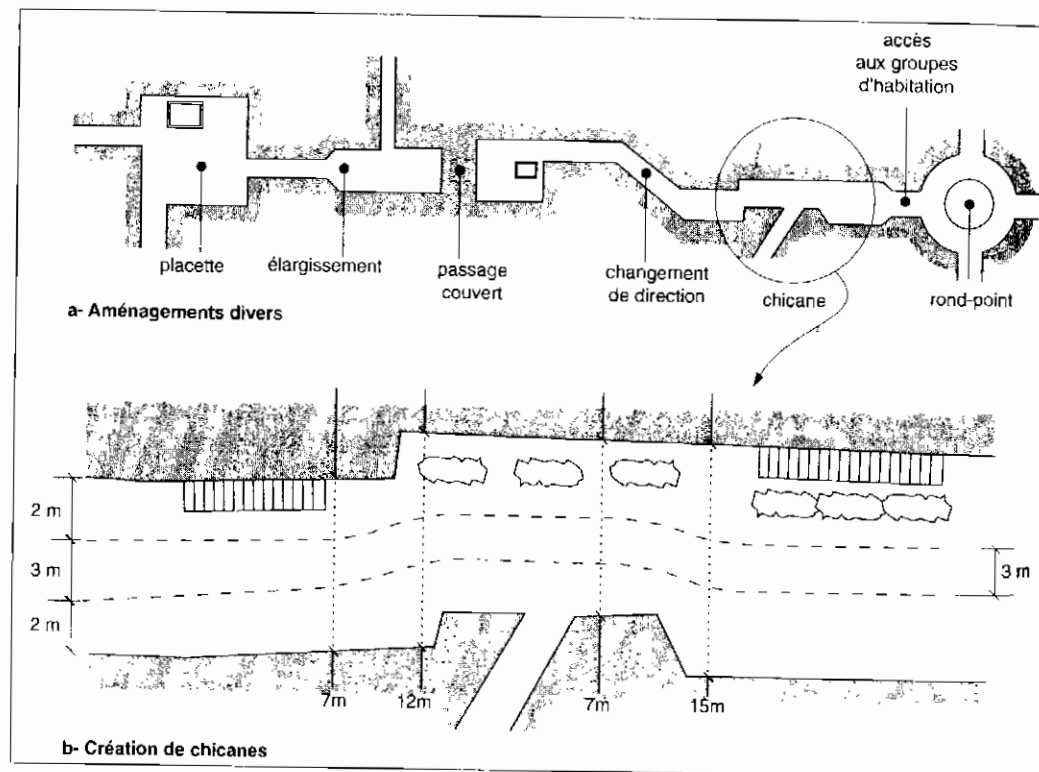 accès
aux groupes
d'habitation
placette
élargissement
passage
couvert
changement
de direction
chicane
rond-point
a- Aménagements divers
2 m
3 m
2 m
3 m
7m
12m
7m
15m
b- Création de chicanes